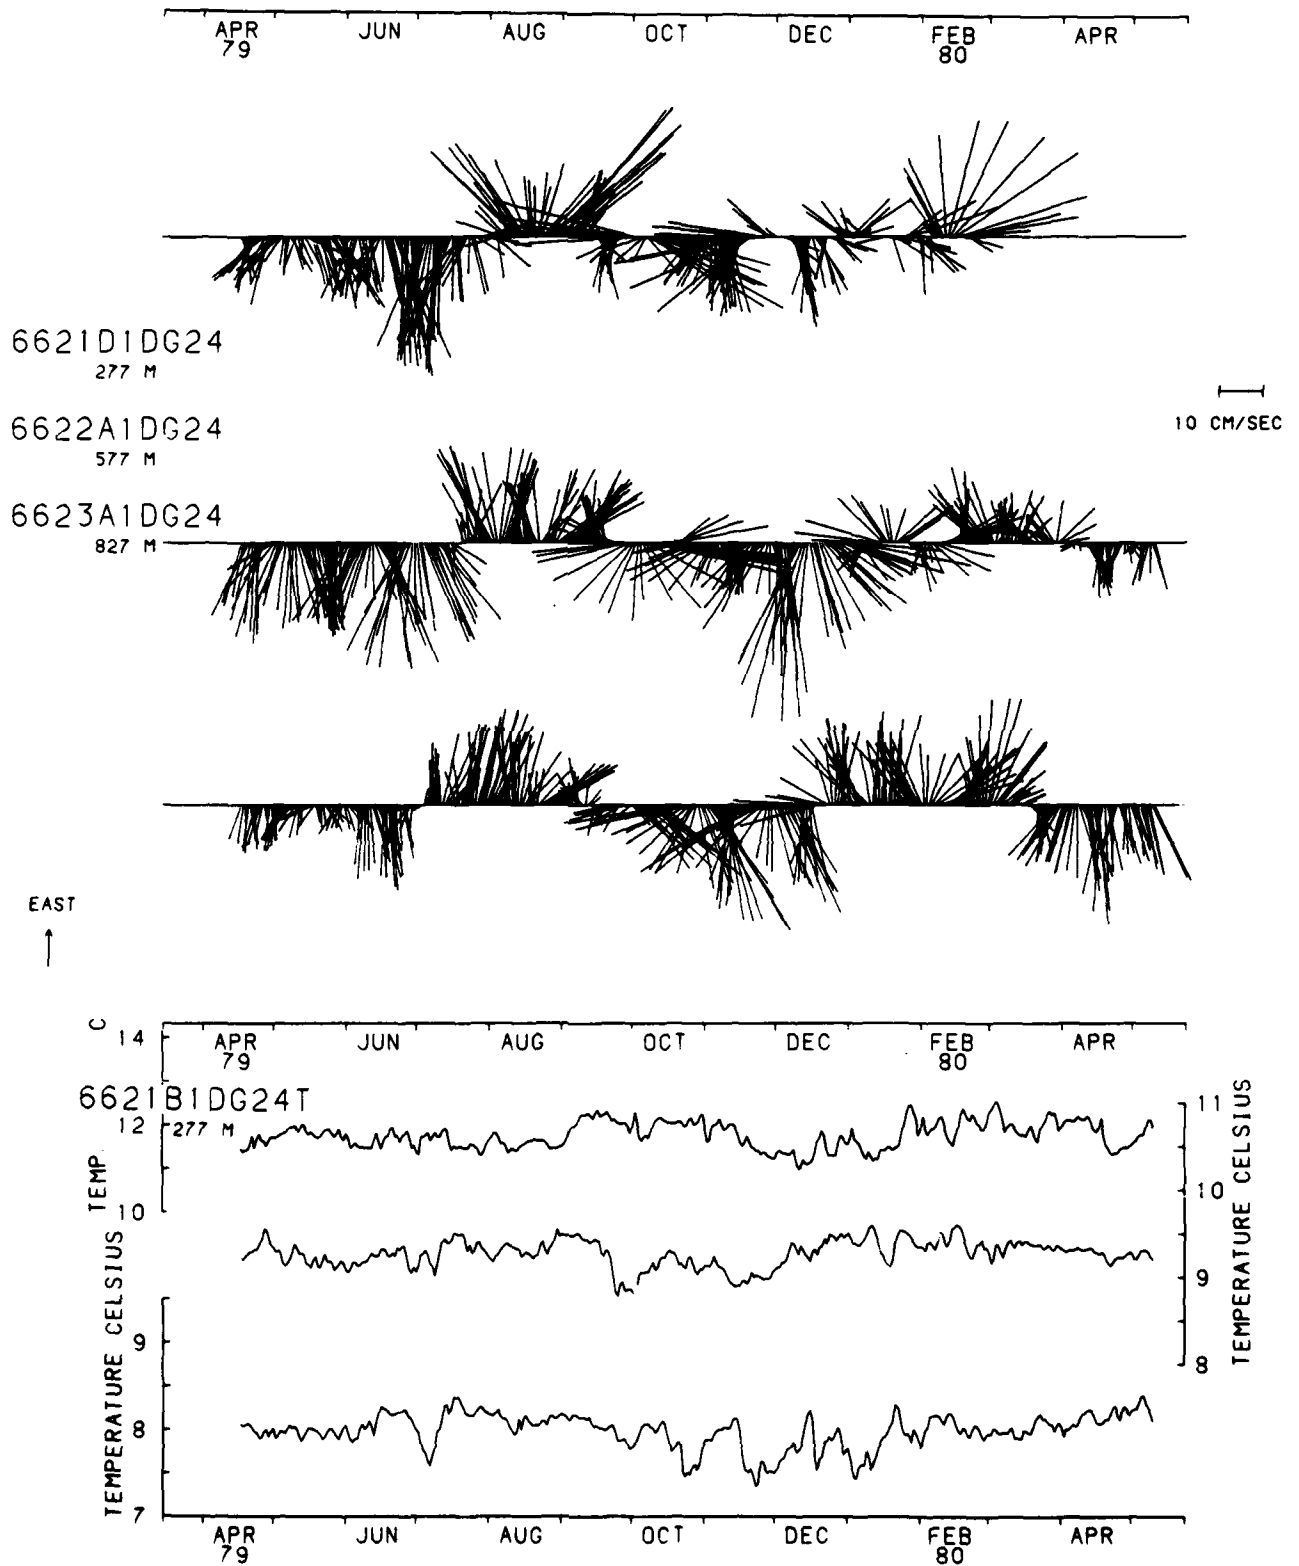 APR JUN AUG OCT DEC FEB APR
79 80
6621D1DG24
277 M
10 CM/SEC
6622A1DG24
577 M
6623A1DG24
827 M
EAST
C
14
APR JUN AUG OCT DEC FEB APR
79 80
6621B1DG24T
277 M
12
10
TEMP
11
10
9
8
TEMPERATURE CELSIUS
9
8
7
TEMPERATURE CELSIUS
APR JUN AUG OCT DEC FEB APR
79 80